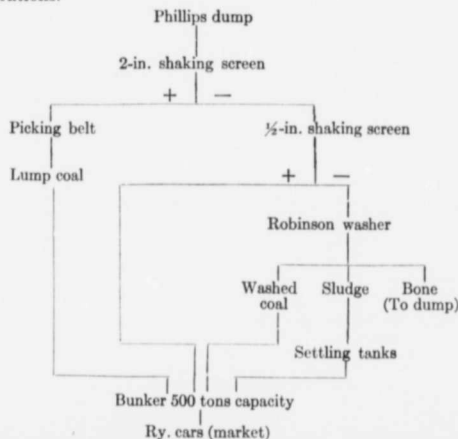 Phillips dump
2-in. shaking screen
+ −
Picking belt
½-in. shaking screen
Lump coal
+ −
Robinson washer
Washed coal
Sludge
Bone
(To dump)
Settling tanks
Bunker 500 tons capacity
Ry. cars (market)